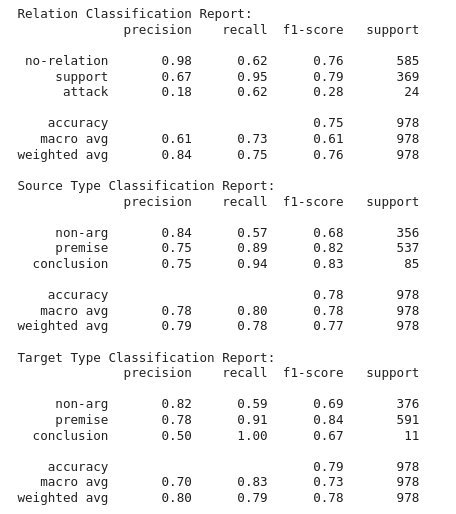 Relation Classification Report:
              precision    recall  f1-score   support

 no-relation       0.98      0.62      0.76       585
     support       0.67      0.95      0.79       369
      attack       0.18      0.62      0.28        24

    accuracy                           0.75       978
   macro avg       0.61      0.73      0.61       978
weighted avg       0.84      0.75      0.76       978

Source Type Classification Report:
              precision    recall  f1-score   support

     non-arg       0.84      0.57      0.68       356
     premise       0.75      0.89      0.82       537
  conclusion       0.75      0.94      0.83        85

    accuracy                           0.78       978
   macro avg       0.78      0.80      0.78       978
weighted avg       0.79      0.78      0.77       978

Target Type Classification Report:
              precision    recall  f1-score   support

     non-arg       0.82      0.59      0.69       376
     premise       0.78      0.91      0.84       591
  conclusion       0.50      1.00      0.67        11

    accuracy                           0.79       978
   macro avg       0.70      0.83      0.73       978
weighted avg       0.80      0.79      0.78       978